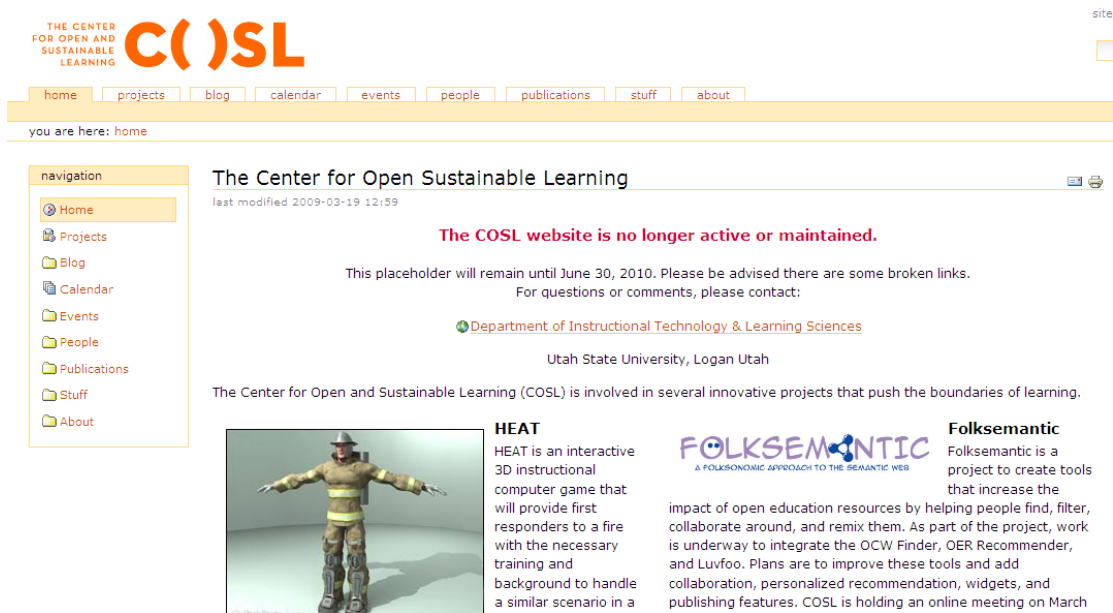 site
THE CENTER
FOR OPEN AND
SUSTAINABLE
LEARNING
C( )SL
home projects blog calendar events people publications stuff about
you are here: home
navigation
Home
Projects
Blog
Calendar
Events
People
Publications
Stuff
About
The Center for Open Sustainable Learning
last modified 2009-03-19 12:59
The COSL website is no longer active or maintained.
This placeholder will remain until June 30, 2010. Please be advised there are some broken links.
For questions or comments, please contact:
Department of Instructional Technology & Learning Sciences
Utah State University, Logan Utah
The Center for Open and Sustainable Learning (COSL) is involved in several innovative projects that push the boundaries of learning.
HEAT
HEAT is an interactive
3D instructional
computer game that
will provide first
responders to a fire
with the necessary
training and
background to handle
a similar scenario in a
FOLKSEMANTIC
A FOLKSONOMIC APPROACH TO THE SEMANTIC WEB
Folksemantic
Folksemantic is a
project to create tools
that increase the
impact of open education resources by helping people find, filter,
collaborate around, and remix them. As part of the project, work
is underway to integrate the OCW Finder, OER Recommender,
and Luvfoo. Plans are to improve these tools and add
collaboration, personalized recommendation, widgets, and
publishing features. COSL is holding an online meeting on March